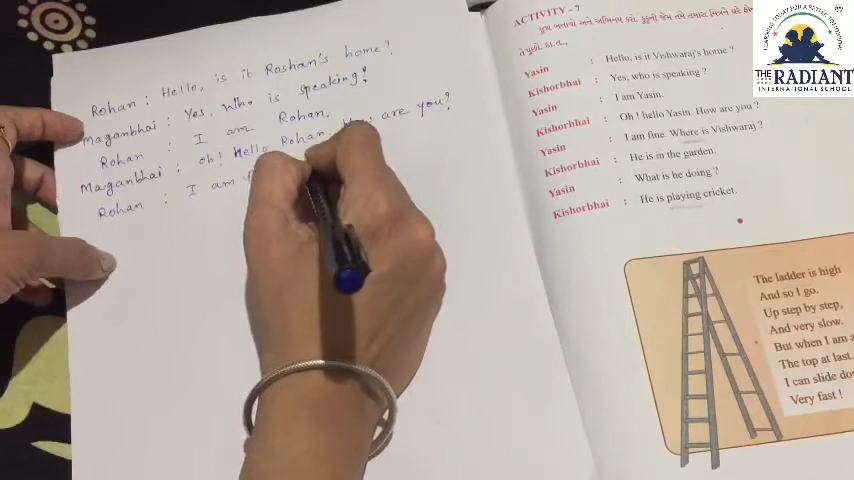 Rohan : Hello, is it Roshan's home?
Maganbhai : Yes, Who is speaking?
Rohan : I am Rohan.
Maganbhai : Oh! Hello Rohan. are you?
Rohan : I am
ACTIVITY - 7
તે પૂછો. દા.ત.,
Yasin : Hello, is it Vishwaraj's home ?
Kishorbhai : Yes, who is speaking ?
Yasin : I am Yasin.
Kishorbhai : Oh ! hello Yasin. How are you ?
Yasin : I am fine. Where is Vishwaraj ?
Kishorbhai : He is in the garden.
Yasin : What is he doing ?
Kishorbhai : He is playing cricket.
The ladder is high
And so I go.
Up step by step,
And very slow.
But when I am
The top at last.
I can slide
Very fast !
LEARNING FOR A BETTER TOMORROW
THE RADIANT
INTERNATIONAL SCHOOL